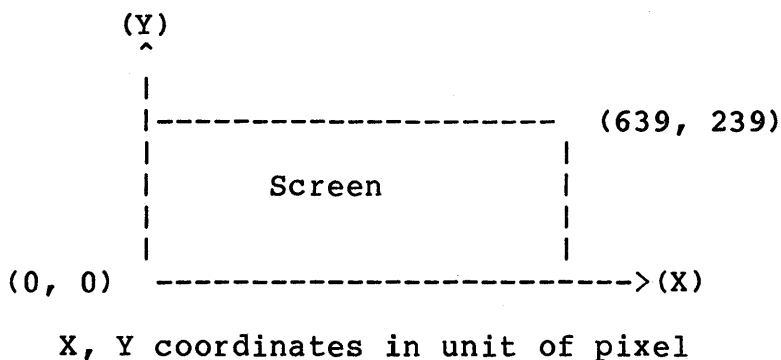 (Y)
(639, 239)
Screen
(0, 0)
(X)
X, Y coordinates in unit of pixel